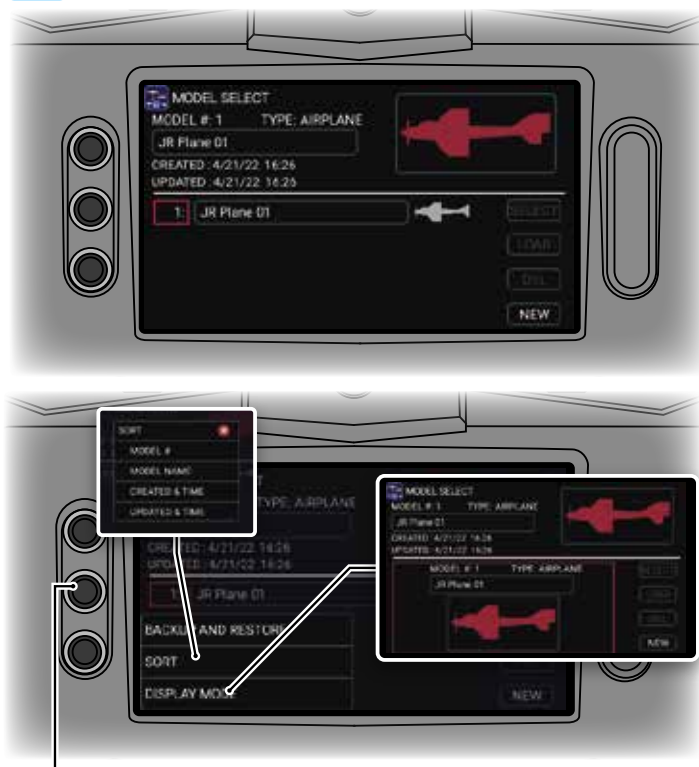 MODEL SELECT
MODEL #: 1 TYPE: AIRPLANE
JR Plane 01
CREATED :4/21/22 16:26
UPDATED :4/21/22 16:26
1: JR Plane 01
SELECT
LOAD
DEL
NEW
SORT
MODEL #
MODEL NAME
CREATED & TIME
UPDATED & TIME
TYPE: AIRPLANE
CREATED :4/21/22 16:26
UPDATED :4/21/22 16:26
1: JR Plane 01
BACKUP AND RESTORE
SORT
DISPLAY MODE
NEW
MODEL SELECT
MODEL #: 1 TYPE: AIRPLANE
JR Plane 01
CREATED :4/21/22 16:26
UPDATED :4/21/22 16:26
MODEL #: 1 TYPE: AIRPLANE
JR Plane 01
SELECT
LOAD
DEL
NEW